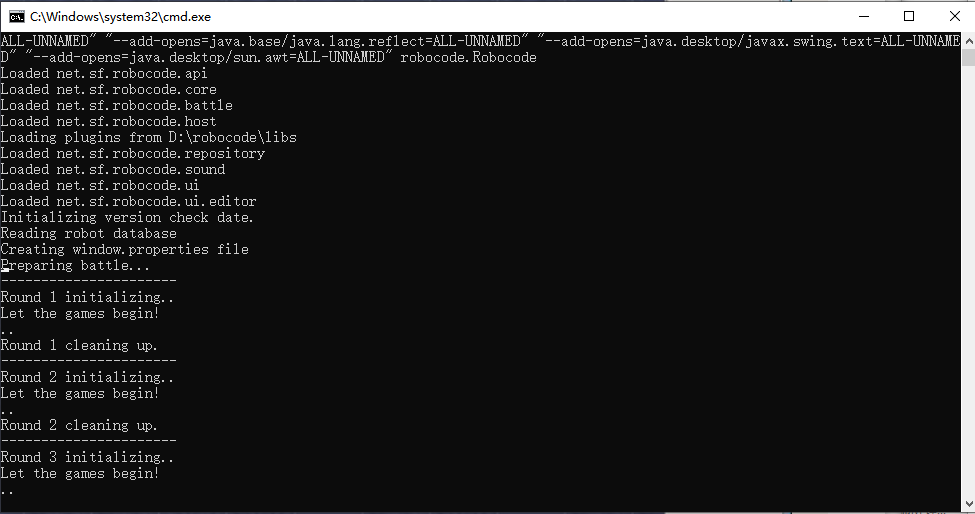 C:\Windows\system32\cmd.exe
ALL-UNNAMED" "--add-opens=java.base/java.lang.reflect=ALL-UNNAMED" "--add-opens=java.desktop/javax.swing.text=ALL-UNNAME
D" "--add-opens=java.desktop/sun.awt=ALL-UNNAMED" robocode.Robocode
Loaded net.sf.robocode.api
Loaded net.sf.robocode.core
Loaded net.sf.robocode.battle
Loaded net.sf.robocode.host
Loading plugins from D:\robocode\libs
Loaded net.sf.robocode.repository
Loaded net.sf.robocode.sound
Loaded net.sf.robocode.ui
Loaded net.sf.robocode.ui.editor
Initializing version check date.
Reading robot database
Creating window.properties file
Preparing battle...
----------------------
Round 1 initializing..
Let the games begin!
..
Round 1 cleaning up.
----------------------
Round 2 initializing..
Let the games begin!
..
Round 2 cleaning up.
----------------------
Round 3 initializing..
Let the games begin!
..